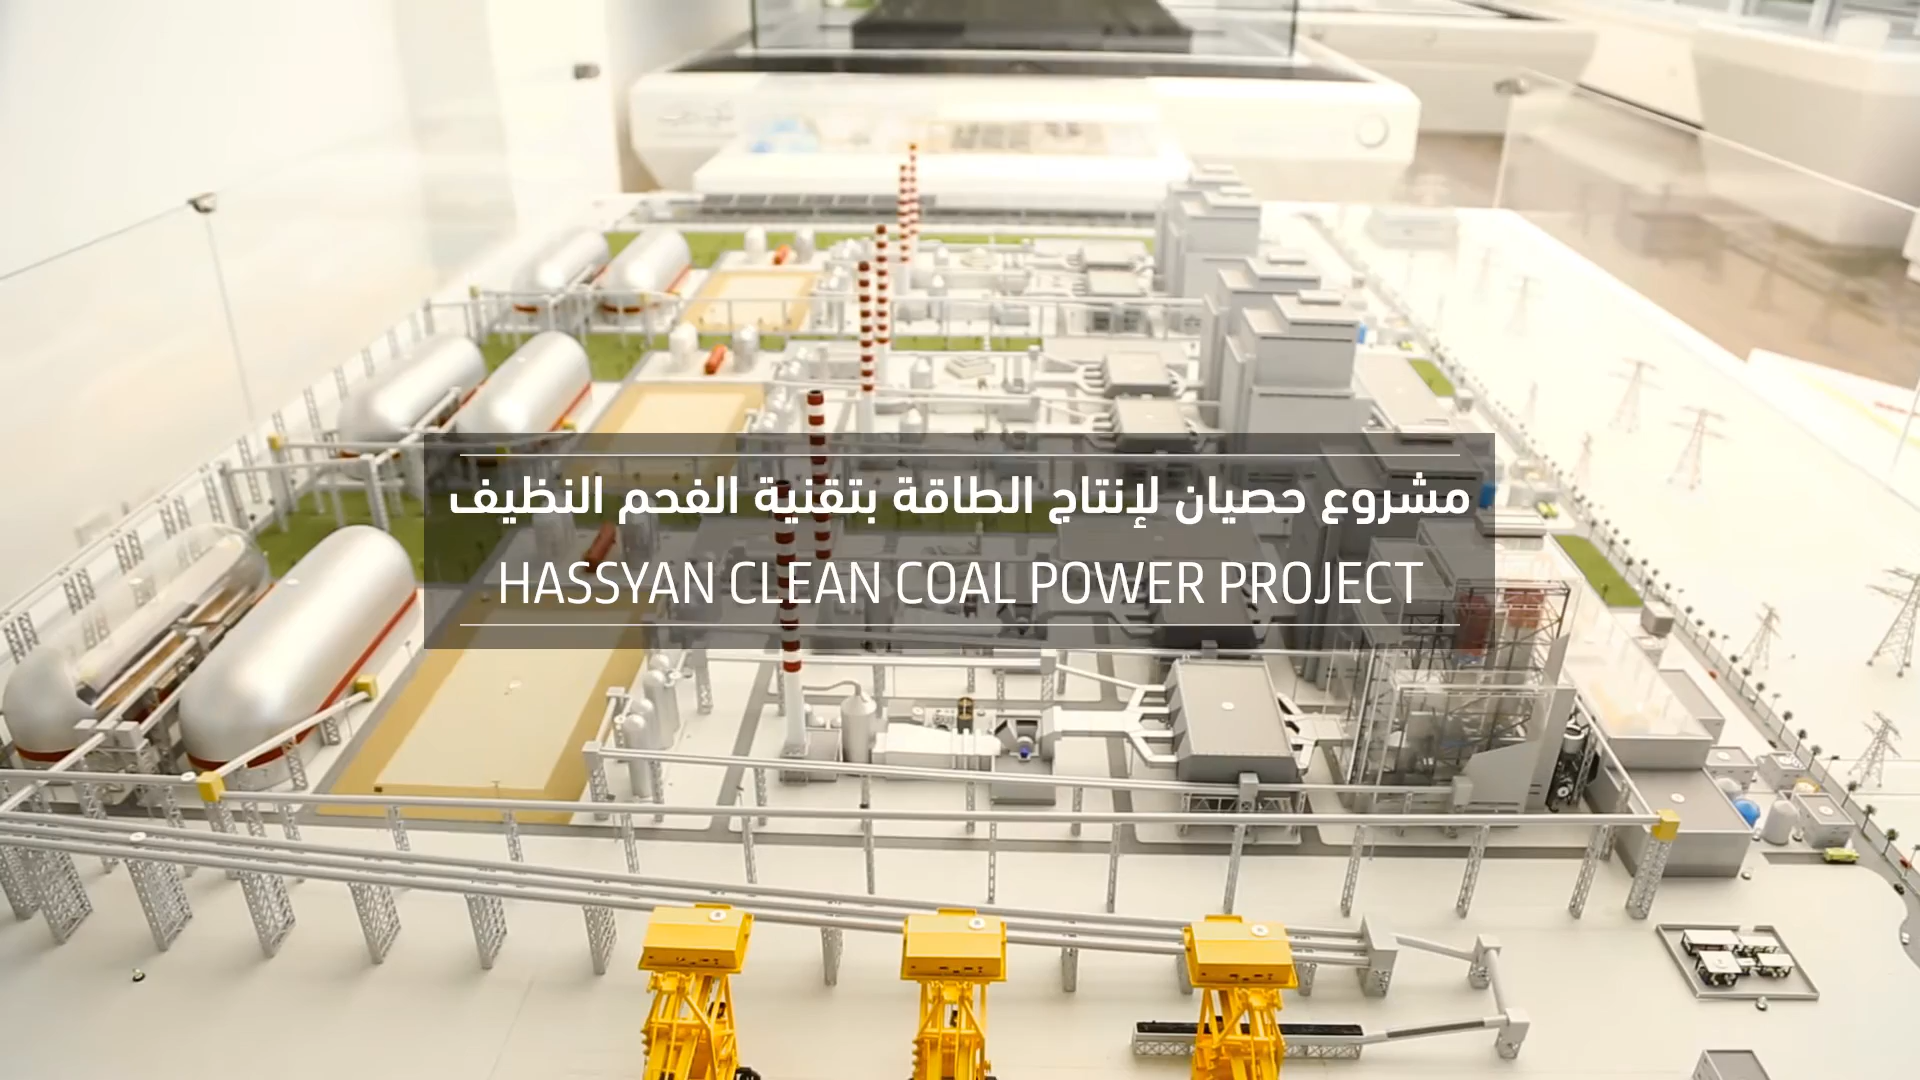 مشروع حصيان لإنتاج الطاقة بتقنية الفحم النظيف
HASSYAN CLEAN COAL POWER PROJECT